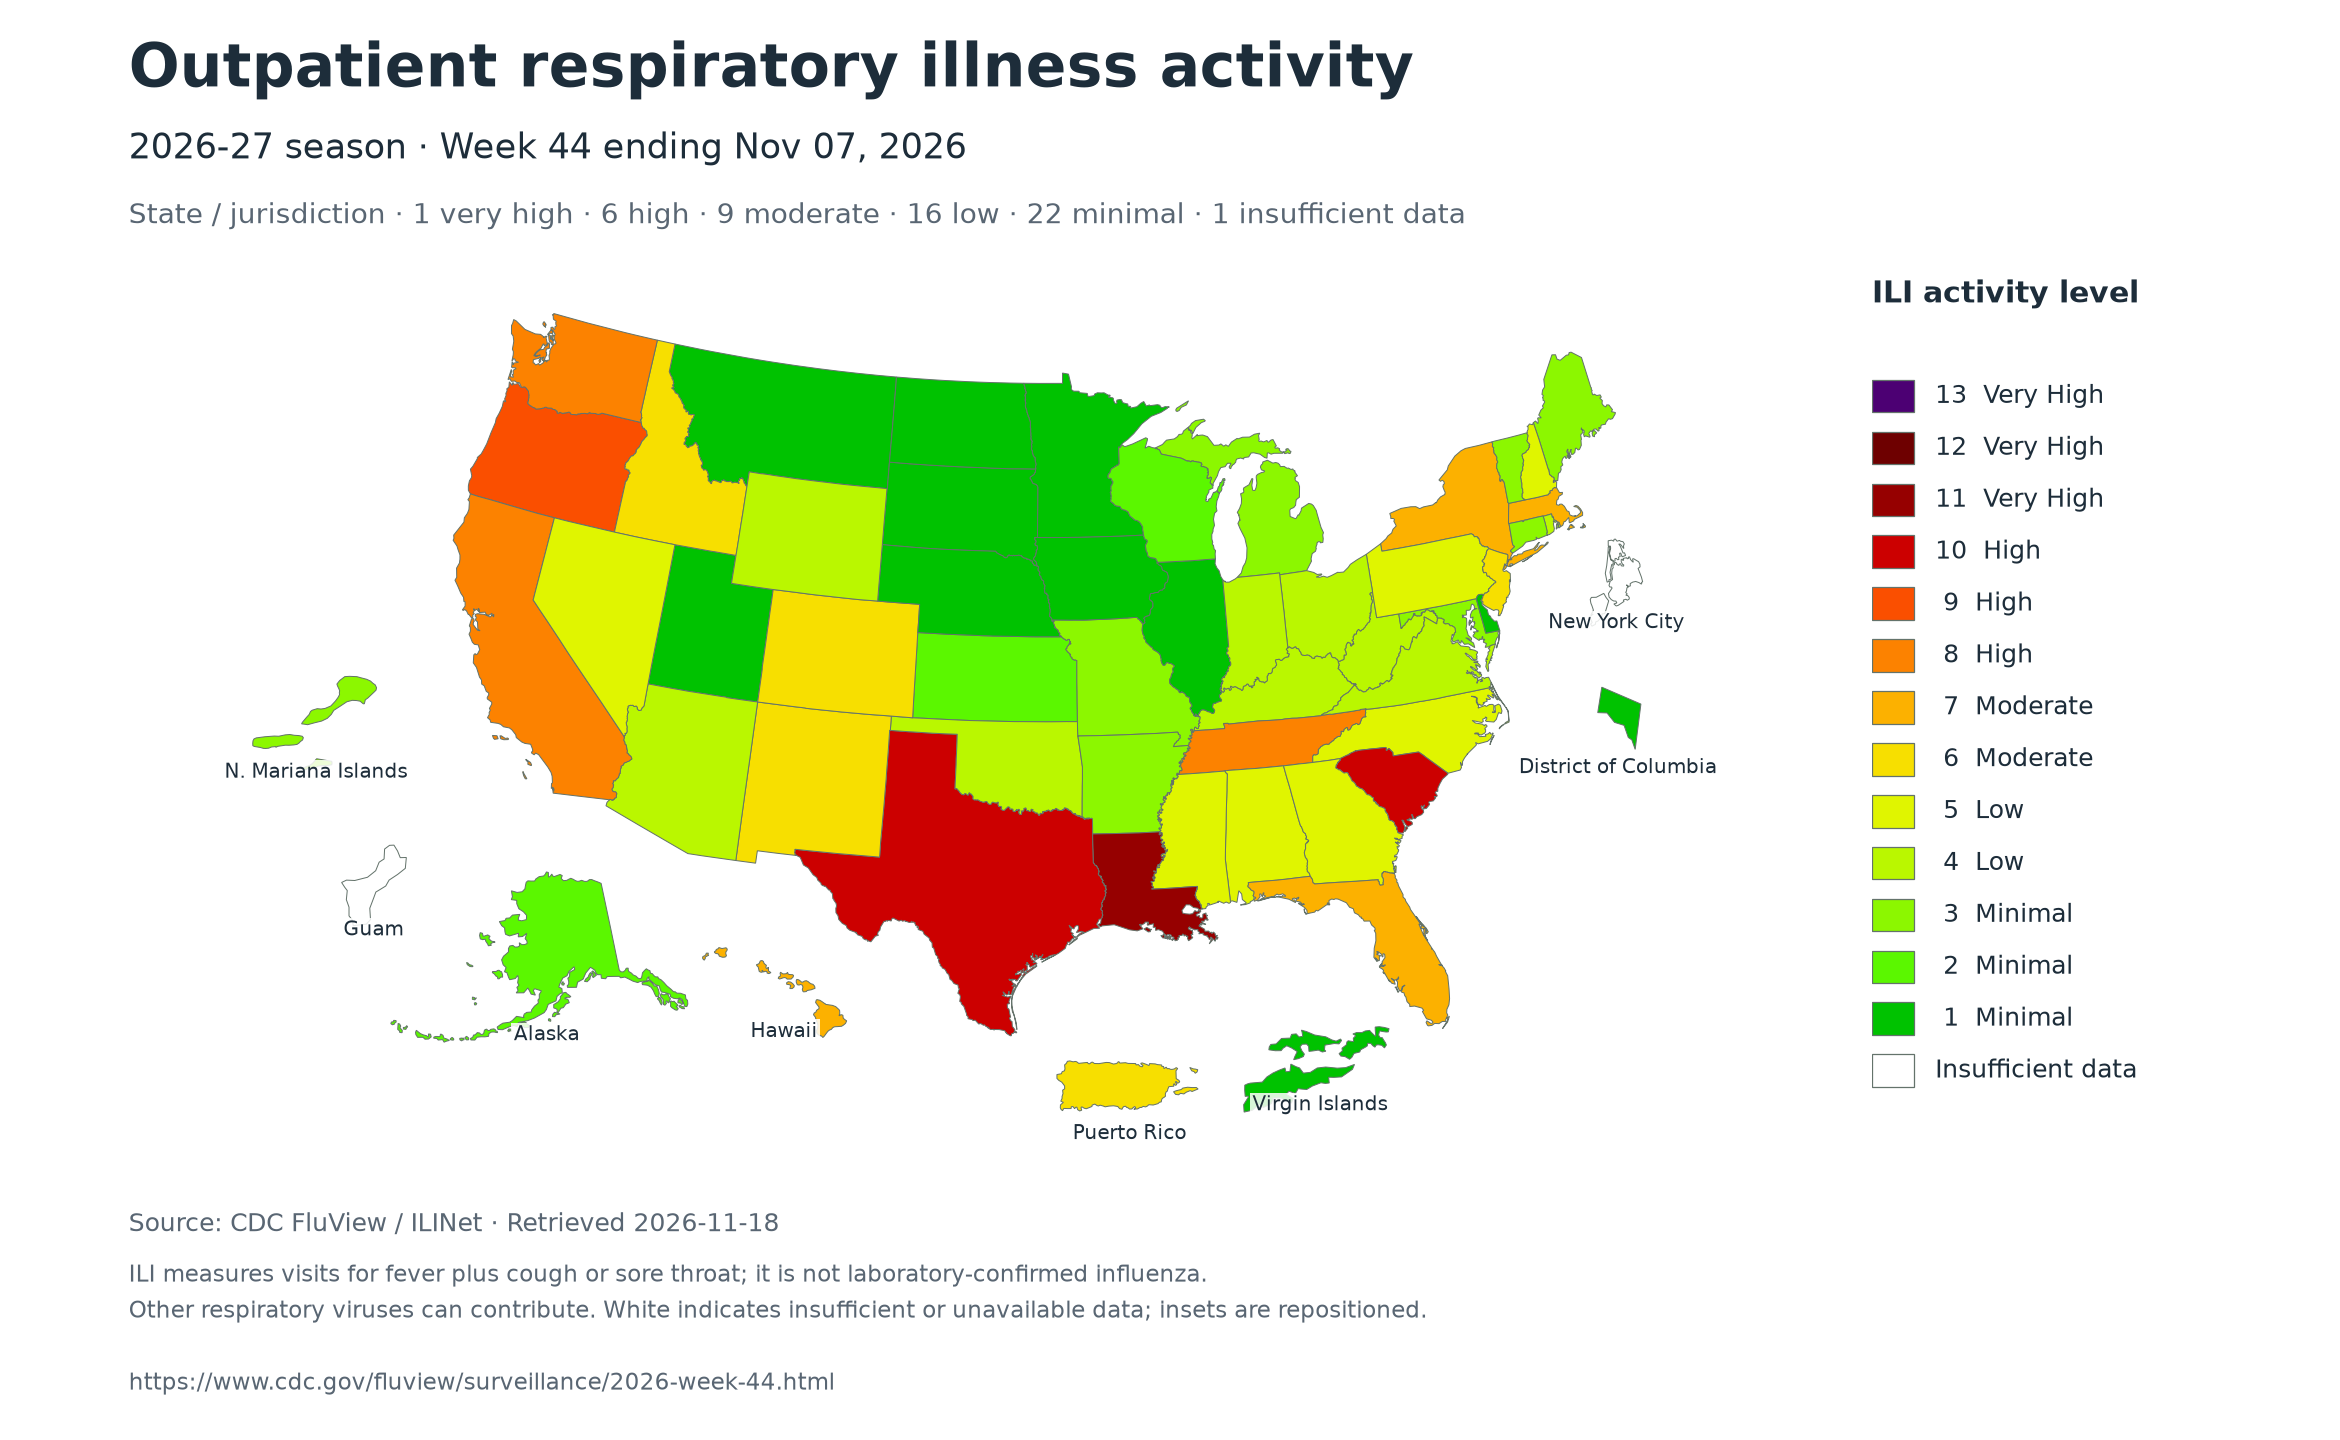 Outpatient respiratory illness activity
2026-27 season · Week 44 ending Nov 07, 2026
State / jurisdiction · 1 very high · 6 high · 9 moderate · 16 low · 22 minimal · 1 insufficient data
ILI activity level
13 Very High
12 Very High
11 Very High
10 High
9 High
8 High
7 Moderate
6 Moderate
5 Low
4 Low
3 Minimal
2 Minimal
1 Minimal
Insufficient data
New York City
District of Columbia
N. Mariana Islands
Guam
Alaska
Hawaii
Puerto Rico
Virgin Islands
Source: CDC FluView / ILINet · Retrieved 2026-11-18
ILI measures visits for fever plus cough or sore throat; it is not laboratory-confirmed influenza.
Other respiratory viruses can contribute. White indicates insufficient or unavailable data; insets are repositioned.
https://www.cdc.gov/fluview/surveillance/2026-week-44.html